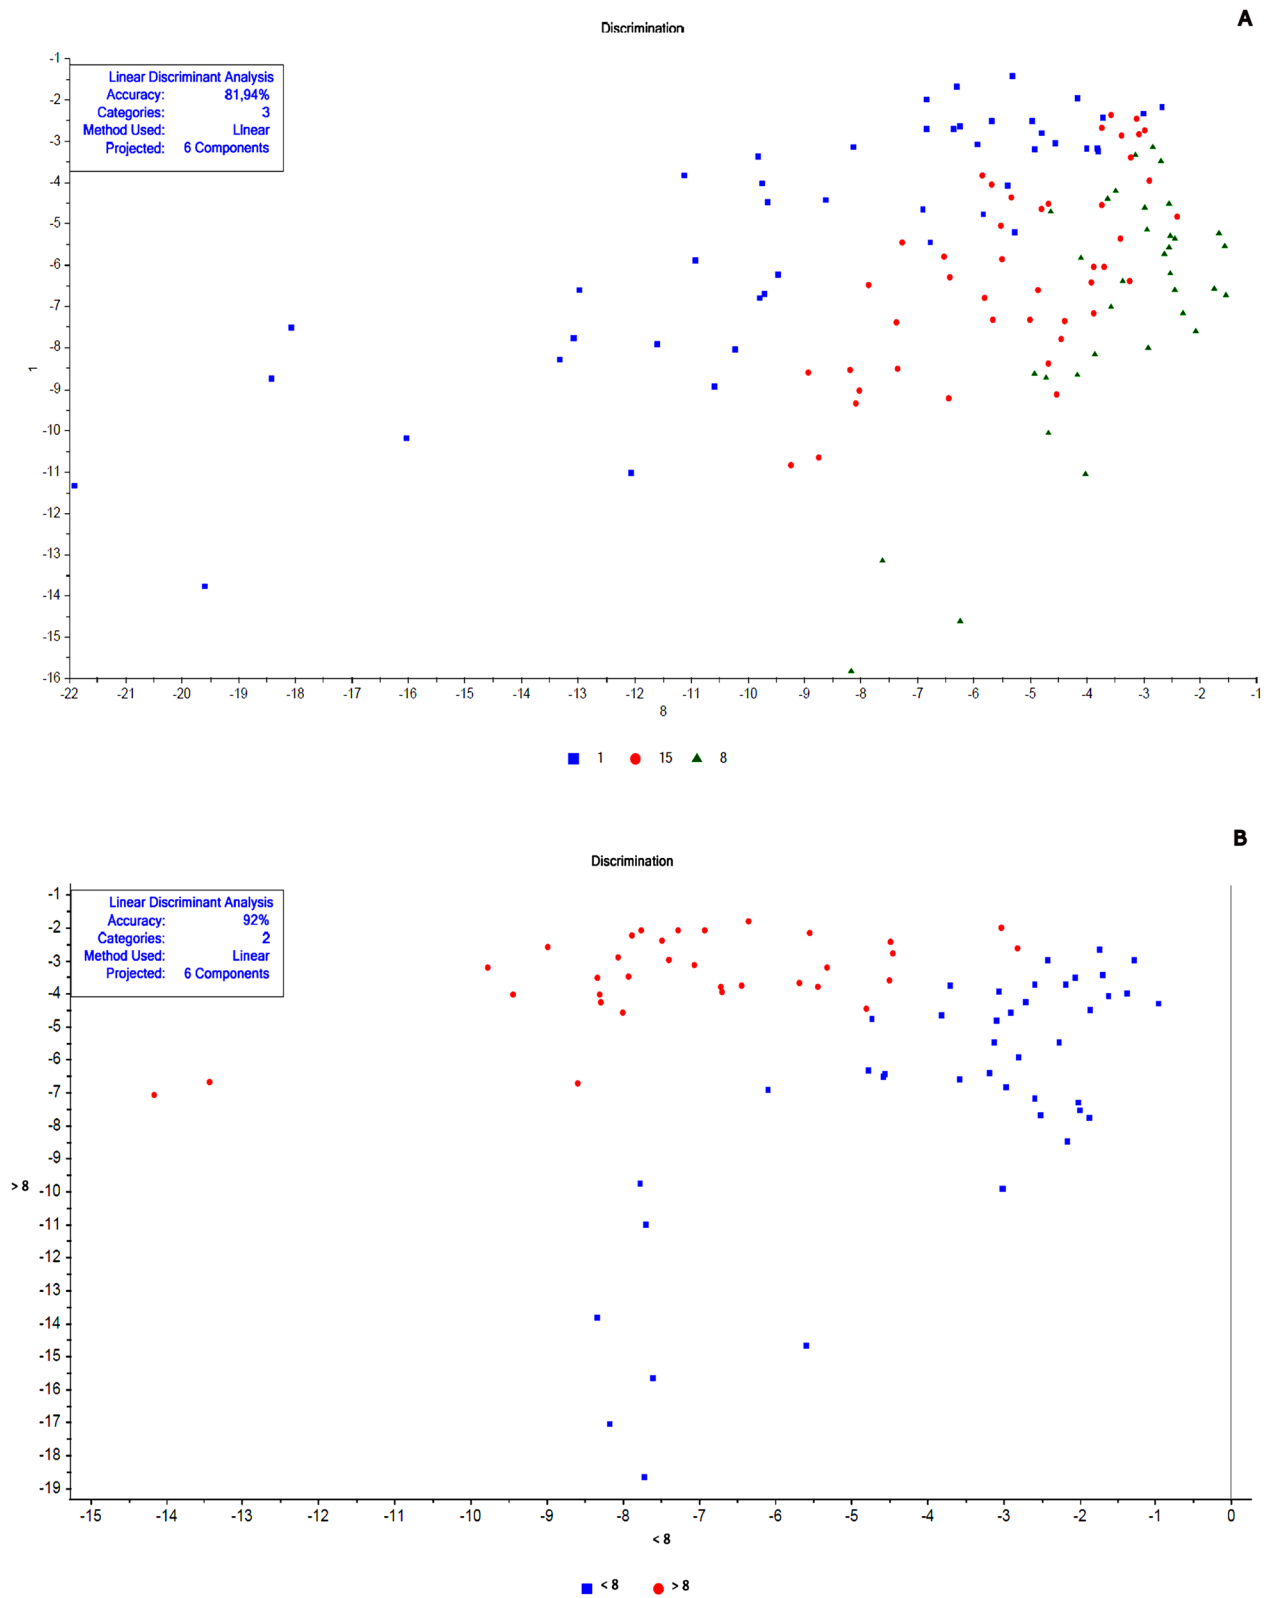 A
Discrimination
Linear Discriminant Analysis
Accuracy: 81,94%
Categories: 3
Method Used: Linear
Projected: 6 Components
-1
-2
-3
-4
-5
-6
-7
-8
-9
-10
-11
-12
-13
-14
-15
-16
1
-22 -21 -20 -19 -18 -17 -16 -15 -14 -13 -12 -11 -10 -9 -8 -7 -6 -5 -4 -3 -2 -1
8
1 15 8
B
Discrimination
Linear Discriminant Analysis
Accuracy: 92%
Categories: 2
Method Used: Linear
Projected: 6 Components
-1
-2
-3
-4
-5
-6
-7
-8
-9
-10
-11
-12
-13
-14
-15
-16
-17
-18
-19
> 8
-15 -14 -13 -12 -11 -10 -9 -8 -7 -6 -5 -4 -3 -2 -1 0
< 8
< 8 > 8